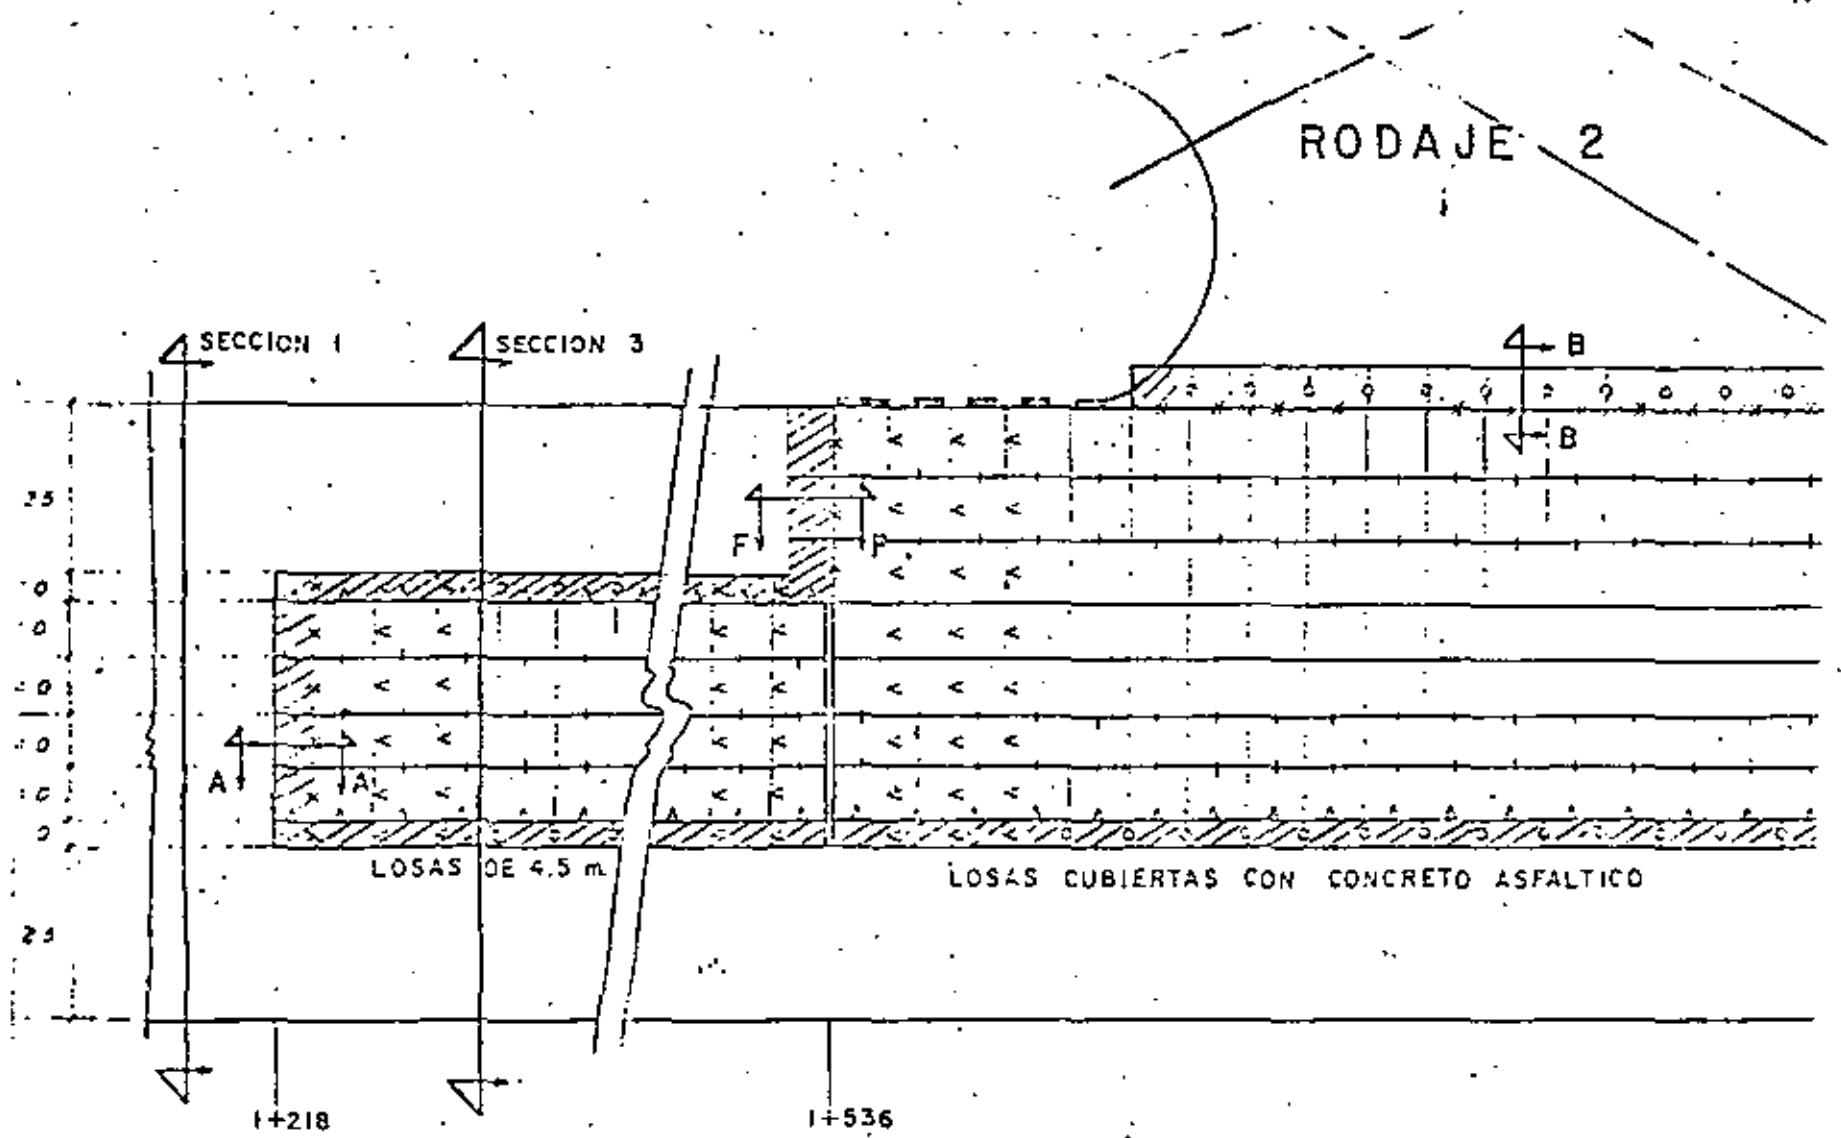 RODAJE 2
SECCION 1
SECCION 3
B
B
F
A
A
LOSAS DE 4.5 m
LOSAS CUBIERTAS CON CONCRETO ASFALTICO
1+218
1+536